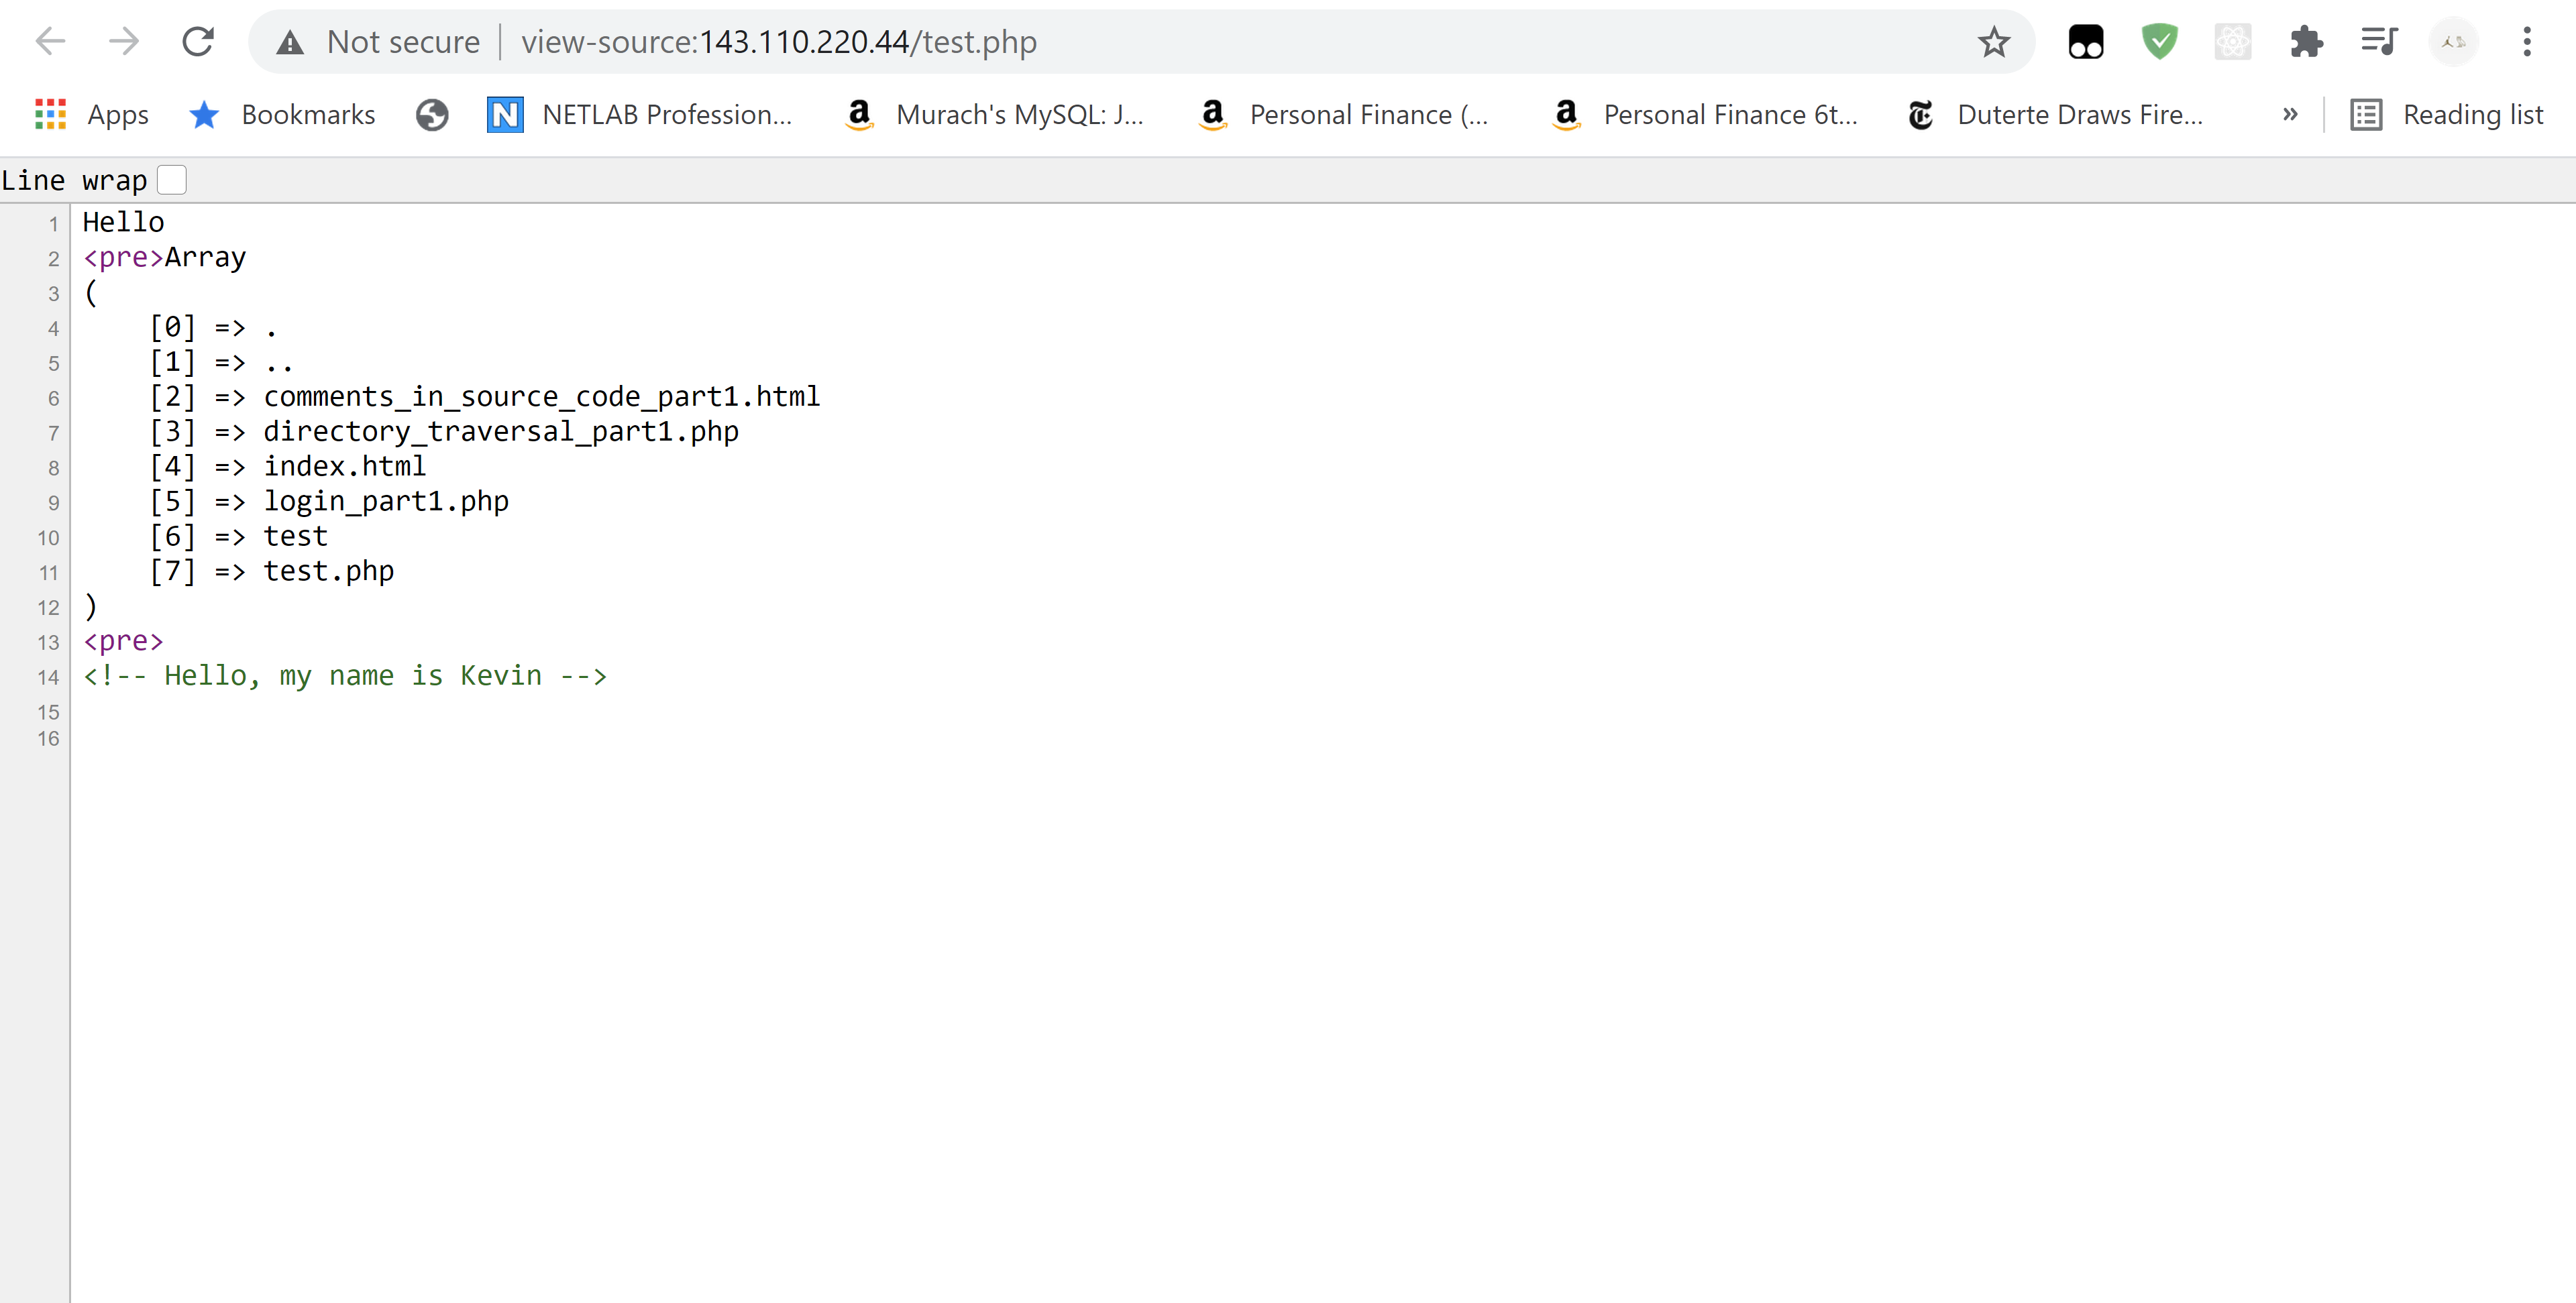 Not secure view-source:143.110.220.44/test.php
Apps Bookmarks NETLAB Profession... Murach's MySQL: J... Personal Finance (... Personal Finance 6t... Duterte Draws Fire... » Reading list
Line wrap
1 Hello
2 <pre>Array
3 (
4     [0] => .
5     [1] => ..
6     [2] => comments_in_source_code_part1.html
7     [3] => directory_traversal_part1.php
8     [4] => index.html
9     [5] => login_part1.php
10     [6] => test
11     [7] => test.php
12 )
13 <pre>
14 <!-- Hello, my name is Kevin -->
15
16